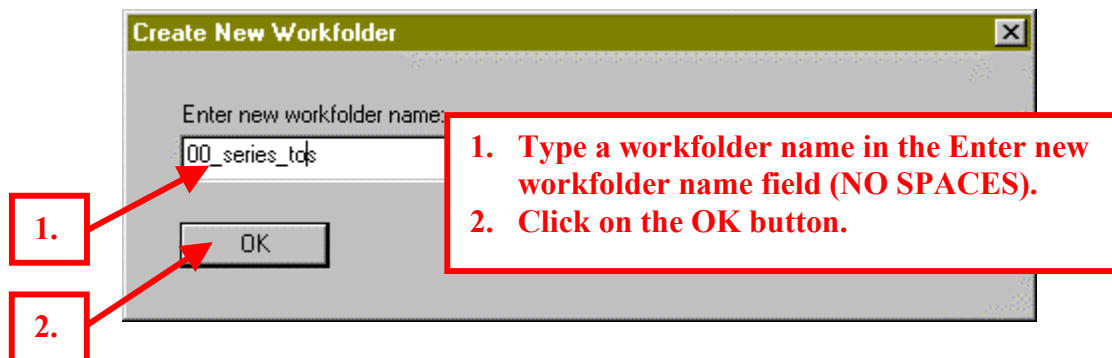 Create New Workfolder
Enter new workfolder name:
00_series_tos
1. Type a workfolder name in the Enter new
workfolder name field (NO SPACES).
2. Click on the OK button.
1.
OK
2.